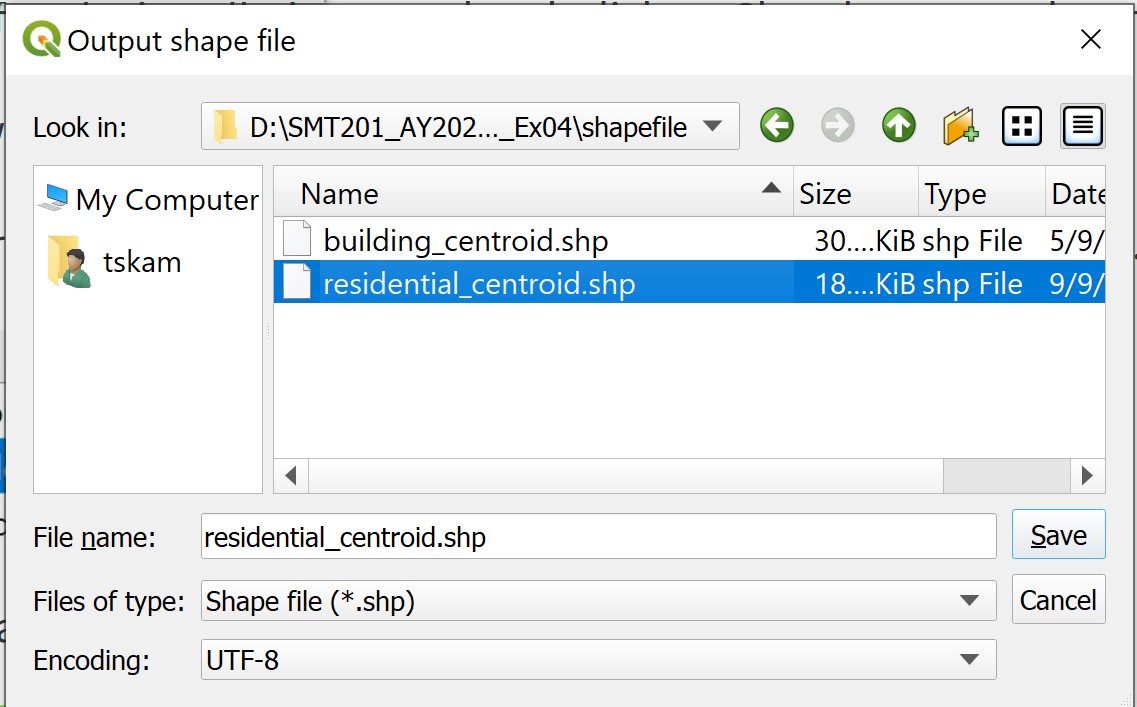 Output shape file
Look in: D:\SMT201_AY202..._Ex04\shapefile
My Computer
tskam
Name Size Type Date
building_centroid.shp 30....KiB shp File 5/9/
residential_centroid.shp 18....KiB shp File 9/9/
File name: residential_centroid.shp Save
Files of type: Shape file (*.shp) Cancel
Encoding: UTF-8